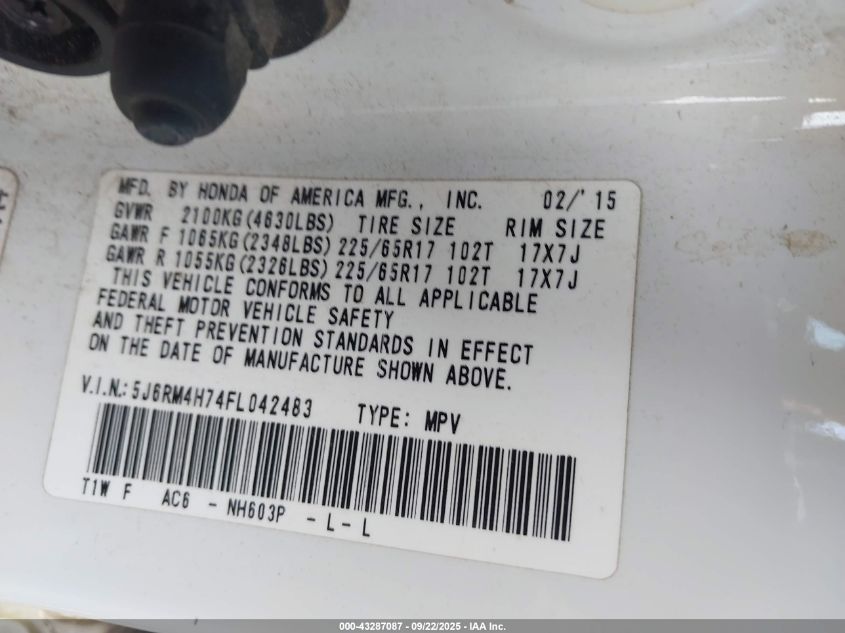 MFD. BY HONDA OF AMERICA MFG., INC. 02/'15
GVWR 2100KG(4630LBS) TIRE SIZE RIM SIZE
GAWR F 1065KG(2348LBS) 225/65R17 102T 17X7J
GAWR R 1055KG(2326LBS) 225/65R17 102T 17X7J
THIS VEHICLE CONFORMS TO ALL APPLICABLE
FEDERAL MOTOR VEHICLE SAFETY
AND THEFT PREVENTION STANDARDS IN EFFECT
ON THE DATE OF MANUFACTURE SHOWN ABOVE.
V.I.N.: 5J6RM4H74FL042483 TYPE: MPV
T1W F AC6 - NH603P - L - L
000-43287087 - 09/22/2025 - IAA Inc.